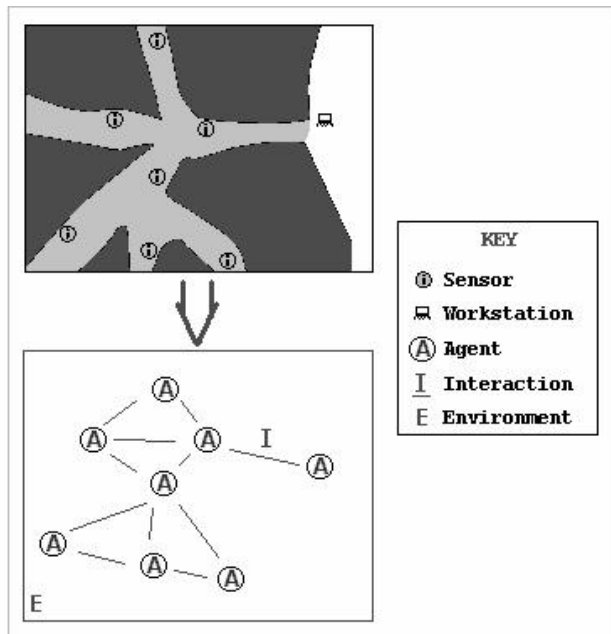 i
i
i
i
i
i
i
KEY
i Sensor
Workstation
A Agent
I Interaction
E Environment
A
A
A
I
A
A
A
A
A
E